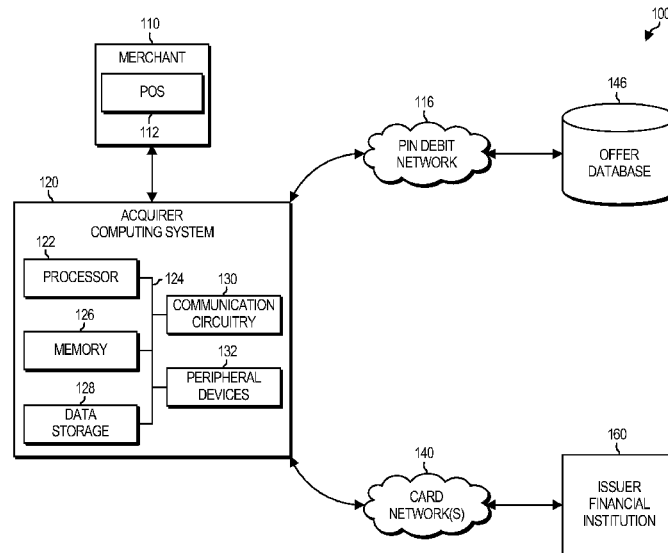 100
110
MERCHANT
POS
112
116
PIN DEBIT
NETWORK
146
OFFER
DATABASE
120
ACQUIRER
COMPUTING SYSTEM
122
PROCESSOR
124
130
COMMUNICATION
CIRCUITRY
126
MEMORY
132
PERIPHERAL
DEVICES
128
DATA
STORAGE
140
CARD
NETWORK(S)
160
ISSUER
FINANCIAL
INSTITUTION